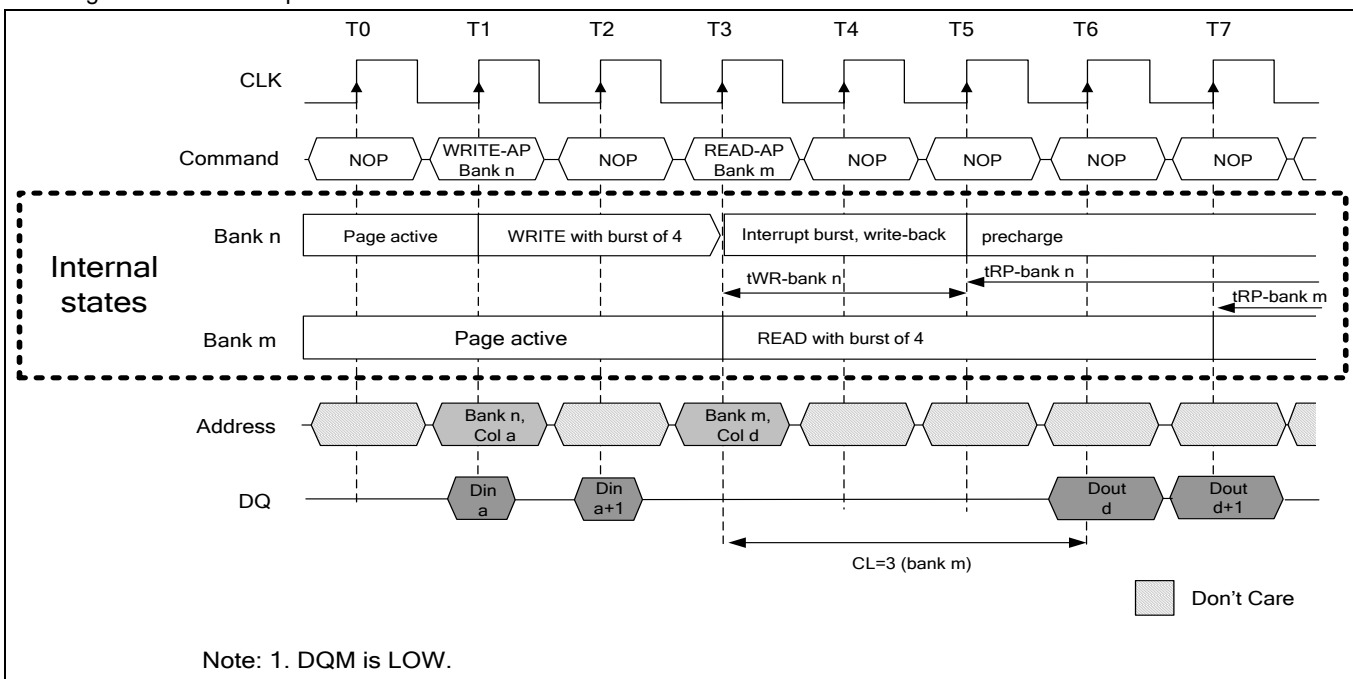 T0 T1 T2 T3 T4 T5 T6 T7
CLK
Command NOP WRITE-AP Bank n NOP READ-AP Bank m NOP NOP NOP NOP
Internal states
Bank n Page active WRITE with burst of 4 Interrupt burst, write-back precharge
tWR-bank n tRP-bank n
tRP-bank m
Bank m Page active READ with burst of 4
Address Bank n, Col a Bank m, Col d
DQ Din a Din a+1 Dout d Dout d+1
CL=3 (bank m)
Don't Care
Note: 1. DQM is LOW.